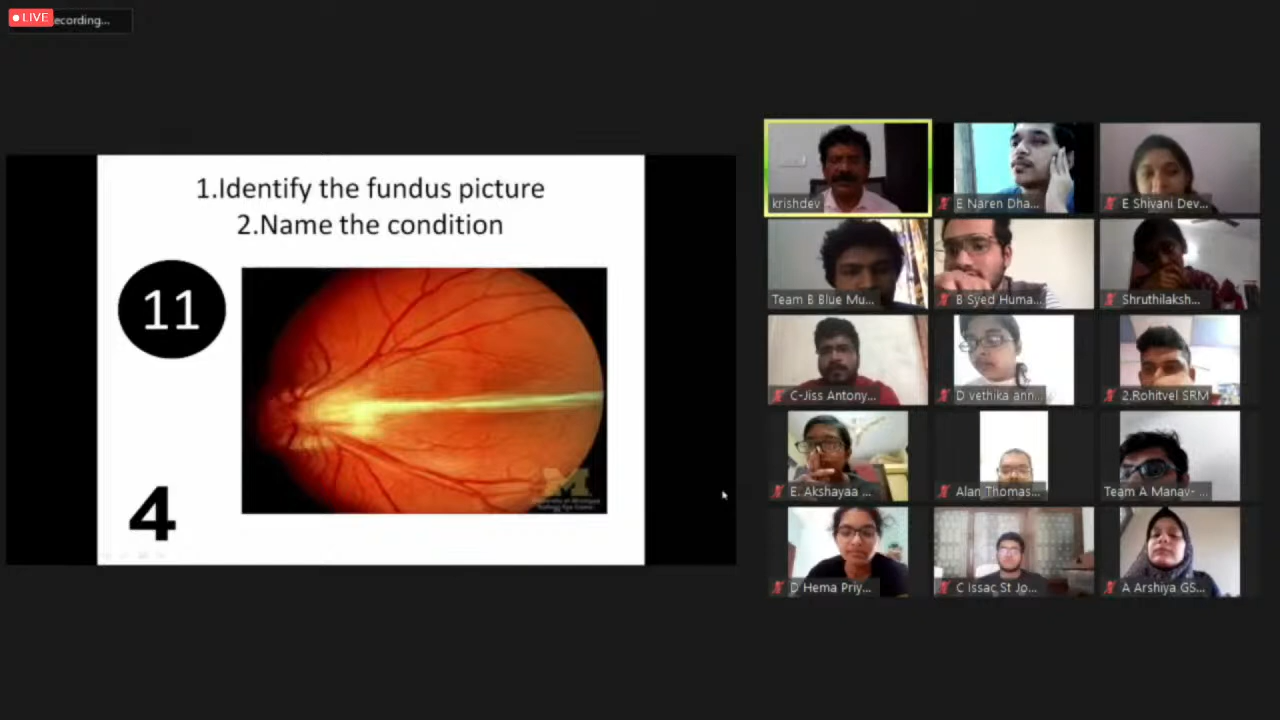 LIVE
ecording...
1.Identify the fundus picture
2.Name the condition
11
4
M
krishdev
E Naren Dha...
E Shivani Dev...
Team B Blue Mu...
B Syed Huma...
Shruthilaksh...
C-Jiss Antony...
D vethika ann...
2.Rohitvel SRM
E. Akshayaa ...
Alan Thomas...
Team A Manav- ...
D Hema Priy...
C Issac St Jo...
A Arshiya GS...